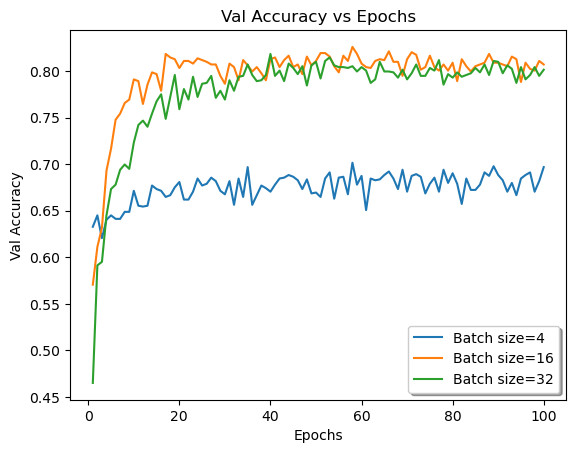 Val Accuracy vs Epochs
Val Accuracy
0.80
0.75
0.70
0.65
0.60
0.55
0.50
0.45
0
20
40
60
80
100
Epochs
Batch size=4
Batch size=16
Batch size=32